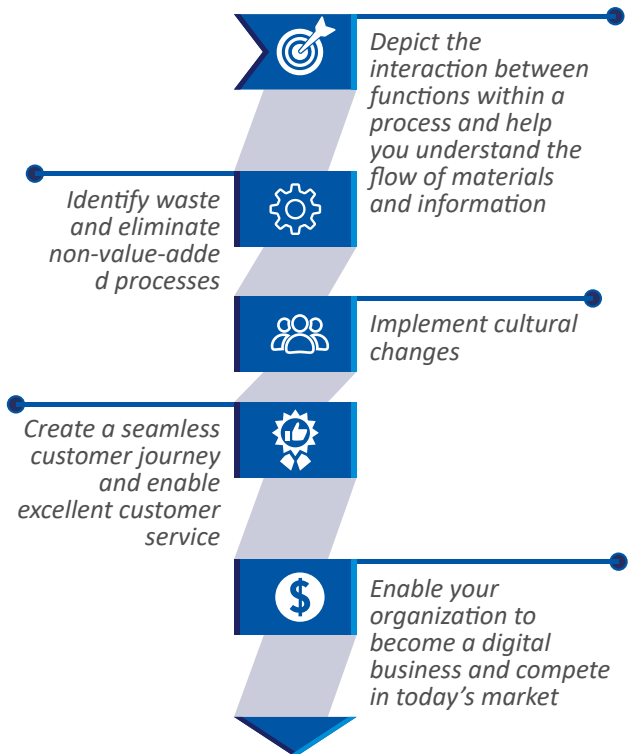 Depict the
interaction between
functions within a
process and help
you understand the
flow of materials
and information
Identify waste
and eliminate
non-value-adde
d processes
Implement cultural
changes
Create a seamless
customer journey
and enable
excellent customer
service
$
Enable your
organization to
become a digital
business and compete
in today’s market